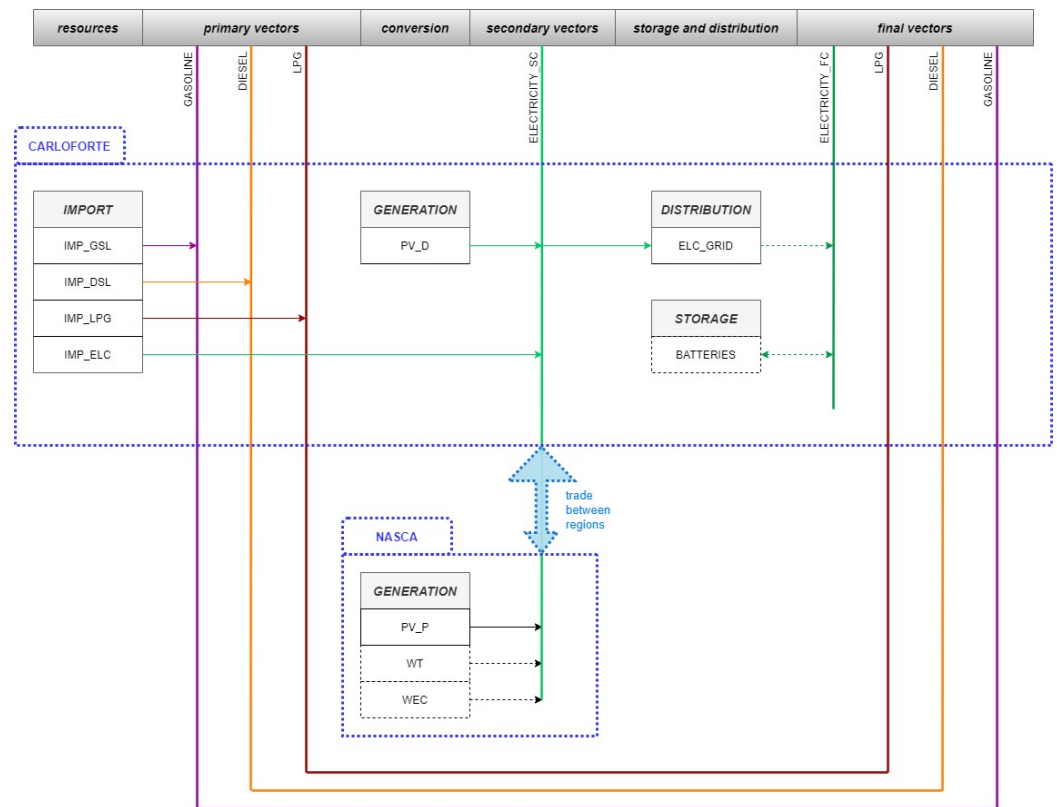 resources
primary vectors
conversion
secondary vectors
storage and distribution
final vectors
GASOLINE
DIESEL
LPG
ELECTRICITY_SC
ELECTRICITY_FC
LPG
DIESEL
GASOLINE
CARLOFORTE
IMPORT
IMP_GSL
IMP_DSL
IMP_LPG
IMP_ELC
GENERATION
PV_D
DISTRIBUTION
ELC_GRID
STORAGE
BATTERIES
trade
between
regions
NASCA
GENERATION
PV_P
WT
WEC